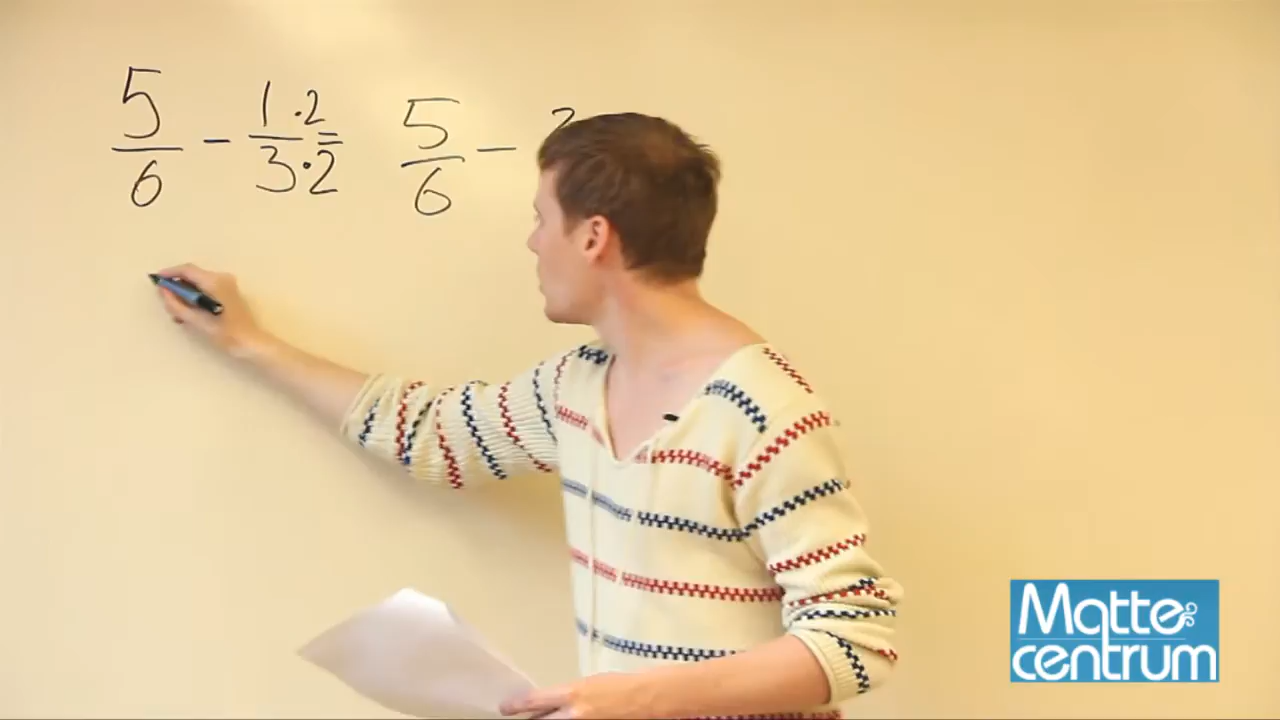 5/6 - 1·2/3·2 = 5/6 -
Matte
centrum